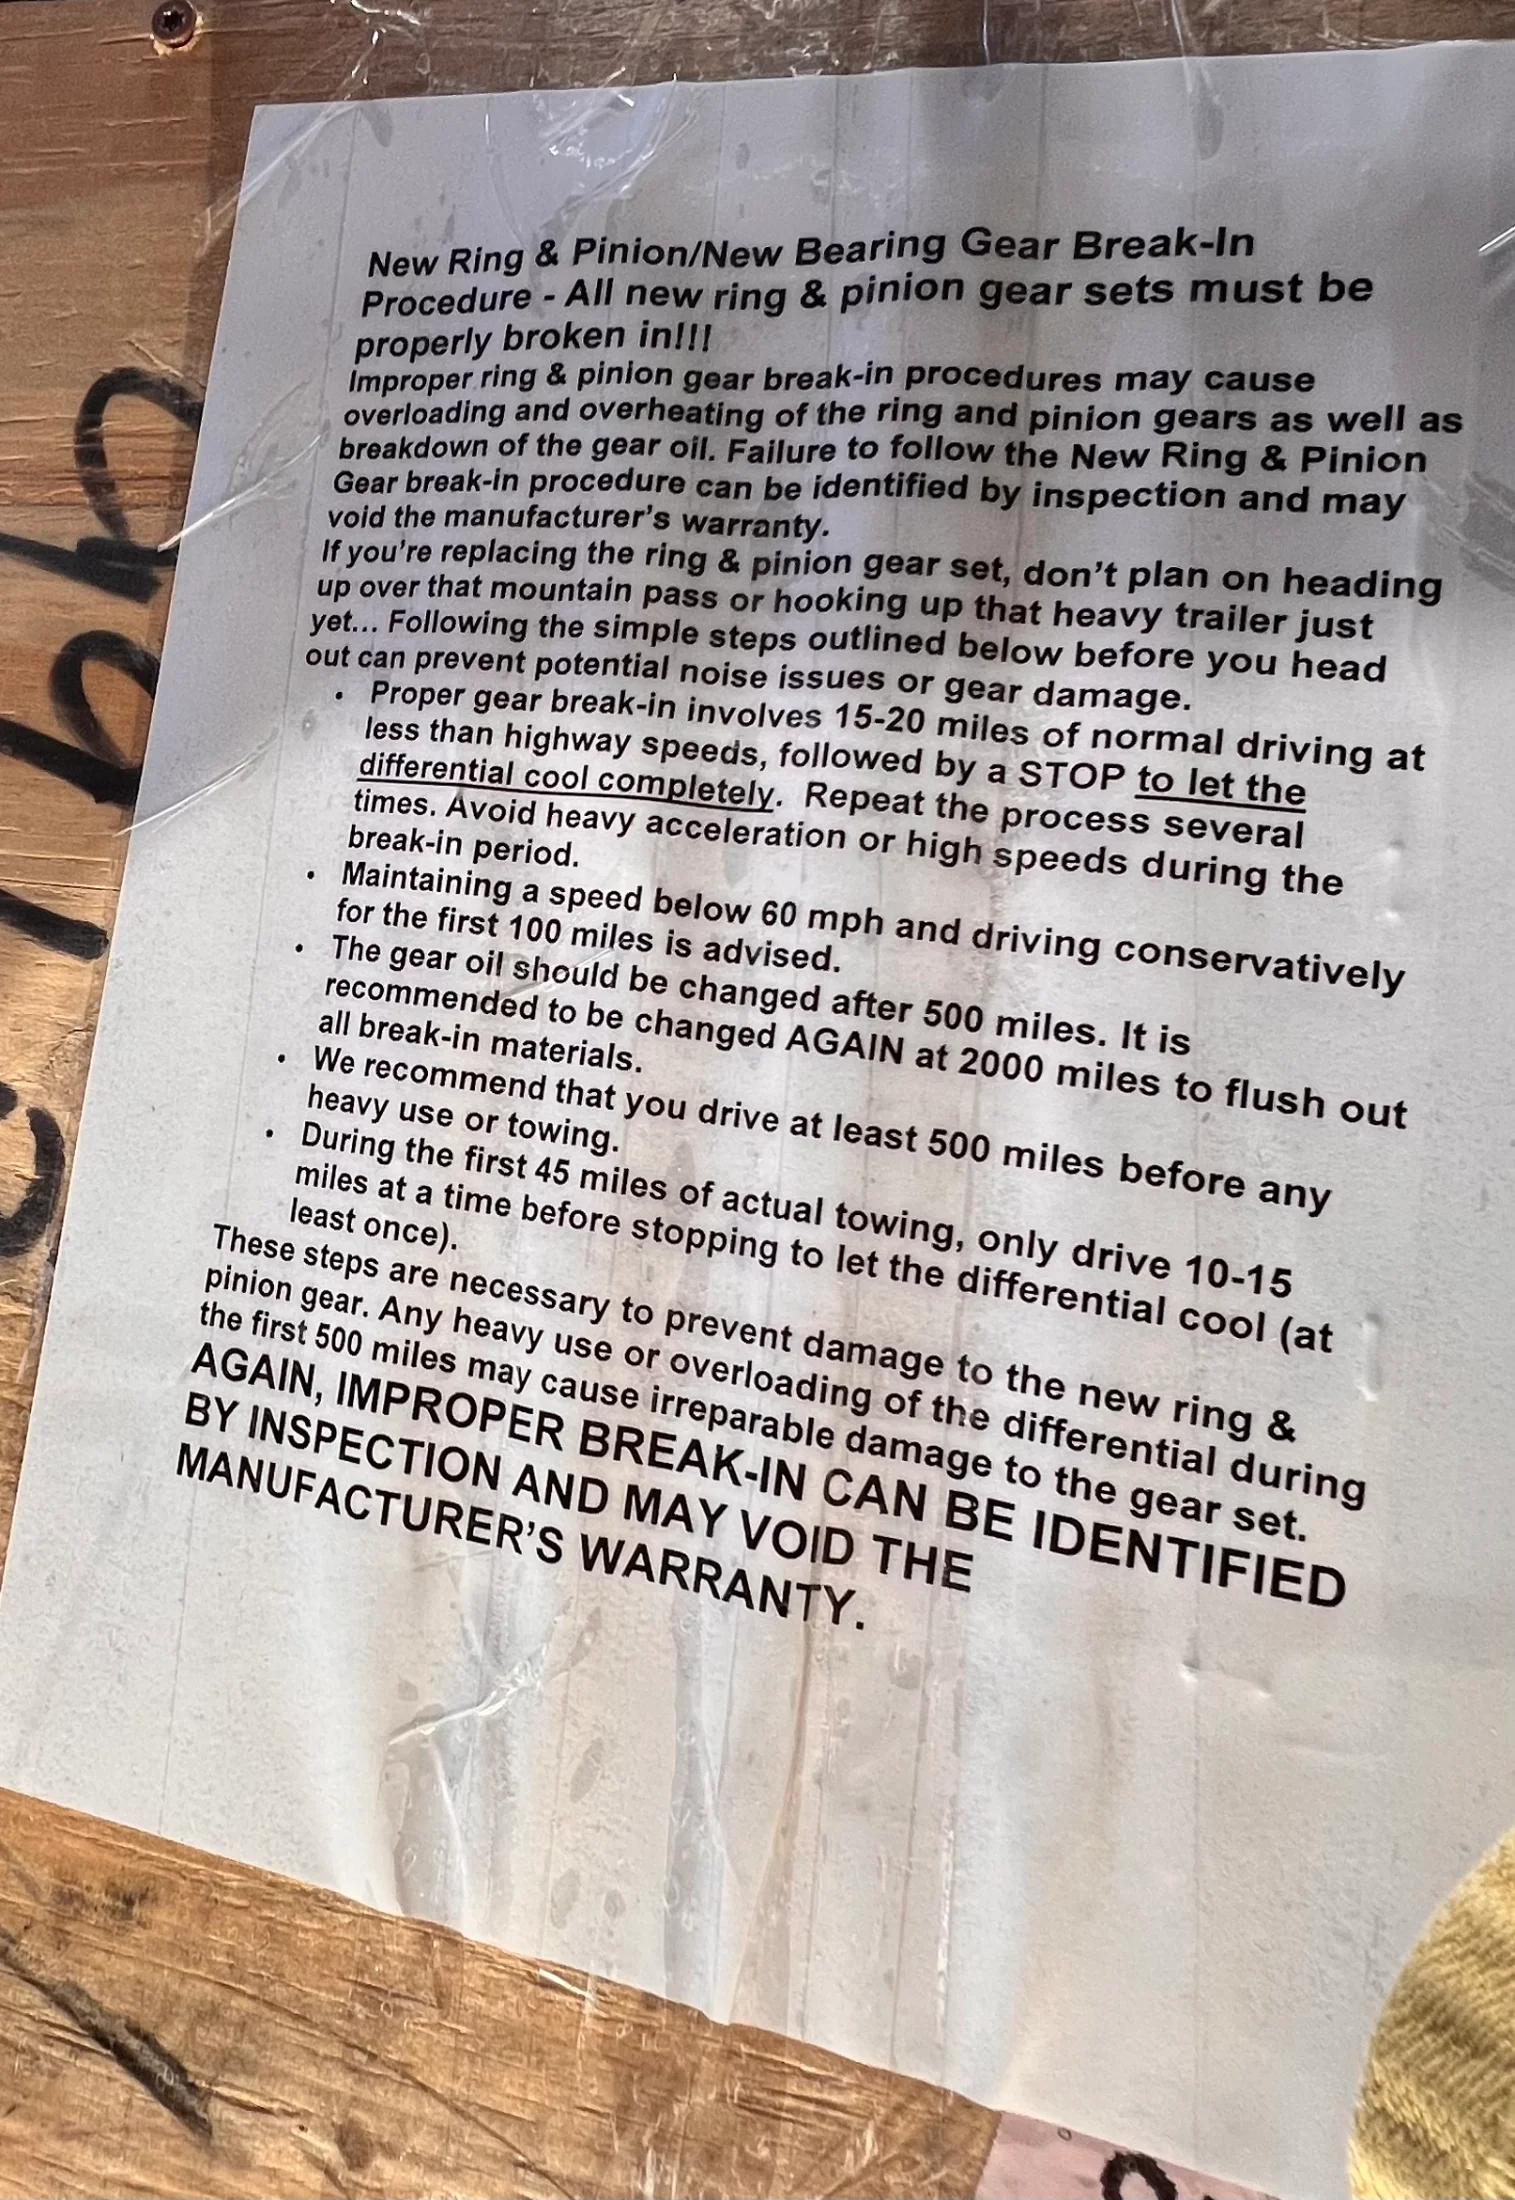 New Ring & Pinion/New Bearing Gear Break-In
Procedure - All new ring & pinion gear sets must be
properly broken in!!!
Improper ring & pinion gear break-in procedures may cause
overloading and overheating of the ring and pinion gears as well as
breakdown of the gear oil. Failure to follow the New Ring & Pinion
Gear break-in procedure can be identified by inspection and may
void the manufacturer's warranty.
If you're replacing the ring & pinion gear set, don't plan on heading
up over that mountain pass or hooking up that heavy trailer just
yet... Following the simple steps outlined below before you head
out can prevent potential noise issues or gear damage.
• Proper gear break-in involves 15-20 miles of normal driving at
less than highway speeds, followed by a STOP to let the
differential cool completely. Repeat the process several
times. Avoid heavy acceleration or high speeds during the
break-in period.
• Maintaining a speed below 60 mph and driving conservatively
for the first 100 miles is advised.
• The gear oil should be changed after 500 miles. It is
recommended to be changed AGAIN at 2000 miles to flush out
all break-in materials.
• We recommend that you drive at least 500 miles before any
heavy use or towing.
• During the first 45 miles of actual towing, only drive 10-15
miles at a time before stopping to let the differential cool (at
least once).
These steps are necessary to prevent damage to the new ring &
pinion gear. Any heavy use or overloading of the differential during
the first 500 miles may cause irreparable damage to the gear set.
AGAIN, IMPROPER BREAK-IN CAN BE IDENTIFIED
BY INSPECTION AND MAY VOID THE
MANUFACTURER'S WARRANTY.